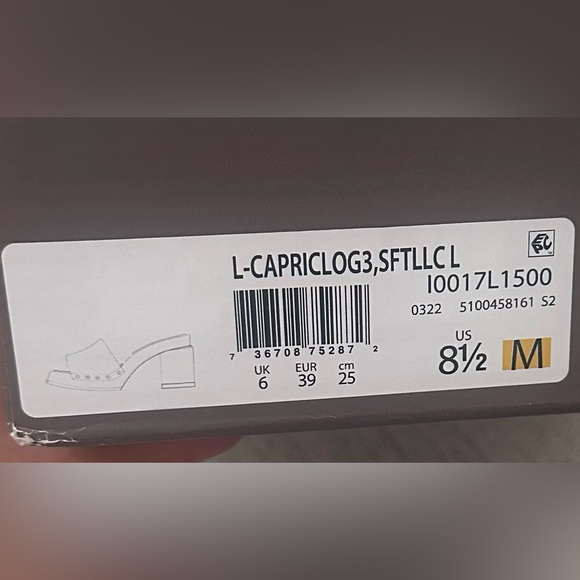 L-CAPRICLOG3,SFTLLC L
I0017L1500
0322 5100458161 S2
7 36708 75287 2
UK EUR cm
6 39 25
US
8½ M